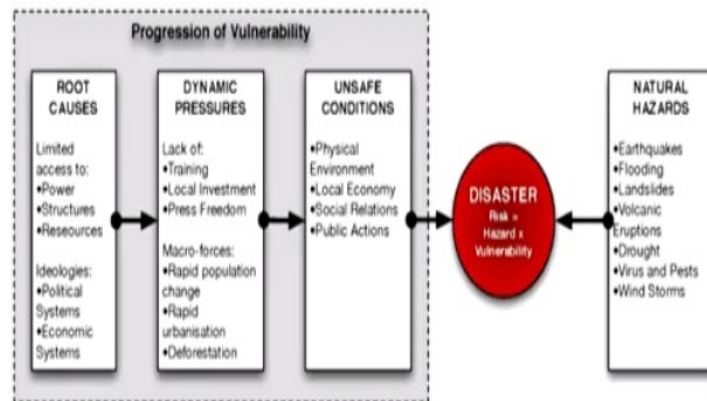 Progression of Vulnerability
ROOT
CAUSES
Limited
access to:
•Power
•Structures
•Reseources
Ideologies:
•Political
Systems
•Economic
Systems
DYNAMIC
PRESSURES
Lack of:
•Training
•Local Investment
•Press Freedom
Macro-forces:
•Rapid population
change
•Rapid
urbanisation
•Deforestation
UNSAFE
CONDITIONS
•Physical
Environment
•Local Economy
•Social Relations
•Public Actions
DISASTER
Risk =
Hazard x
Vulnerability
NATURAL
HAZARDS
•Earthquakes
•Flooding
•Landslides
•Volcanic
Eruptions
•Drought
•Virus and Pests
•Wind Storms